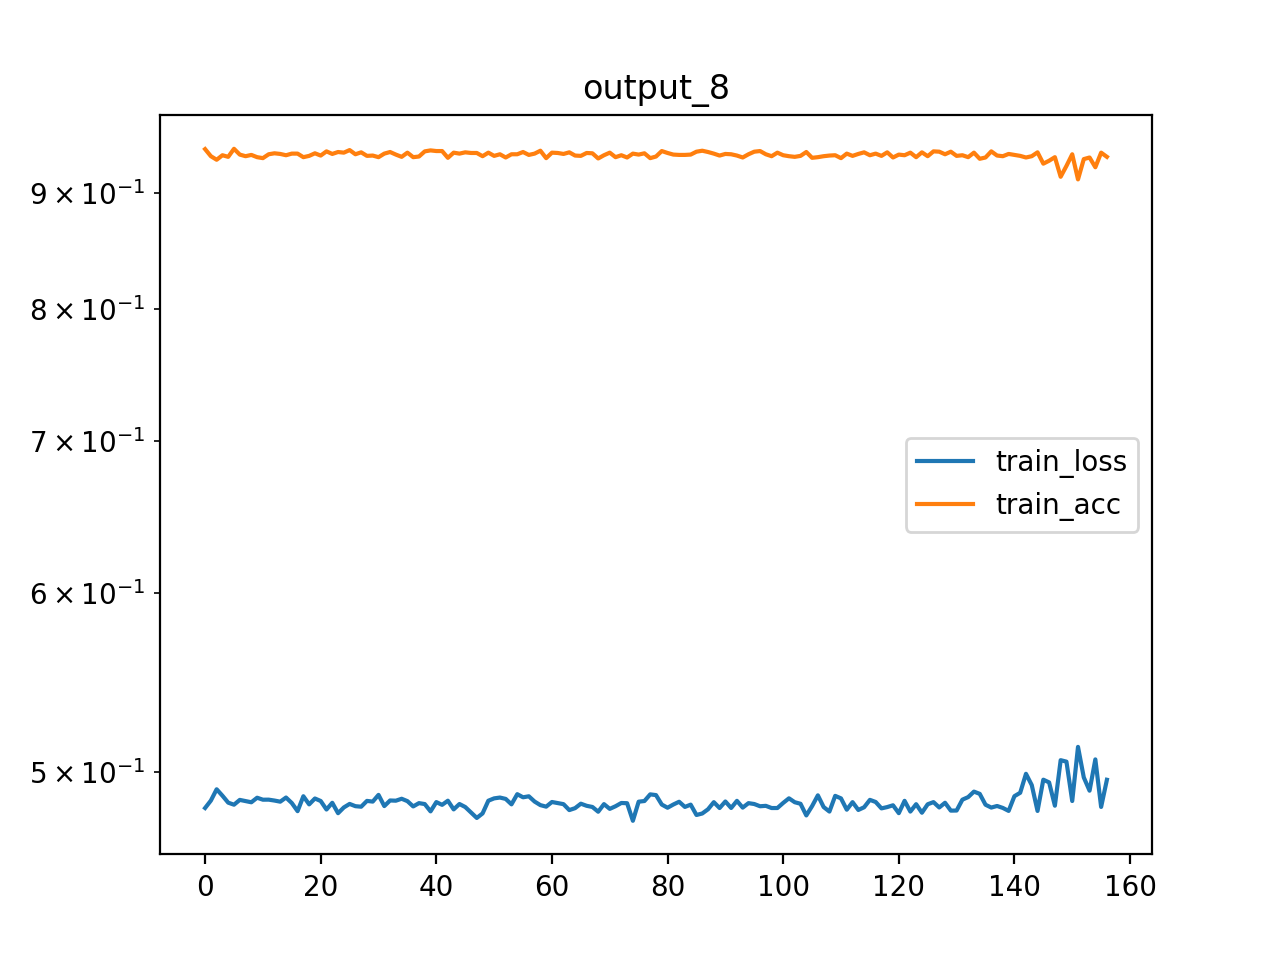 output_8
9 × 10⁻¹
8 × 10⁻¹
7 × 10⁻¹
6 × 10⁻¹
5 × 10⁻¹
train_loss
train_acc
0 20 40 60 80 100 120 140 160